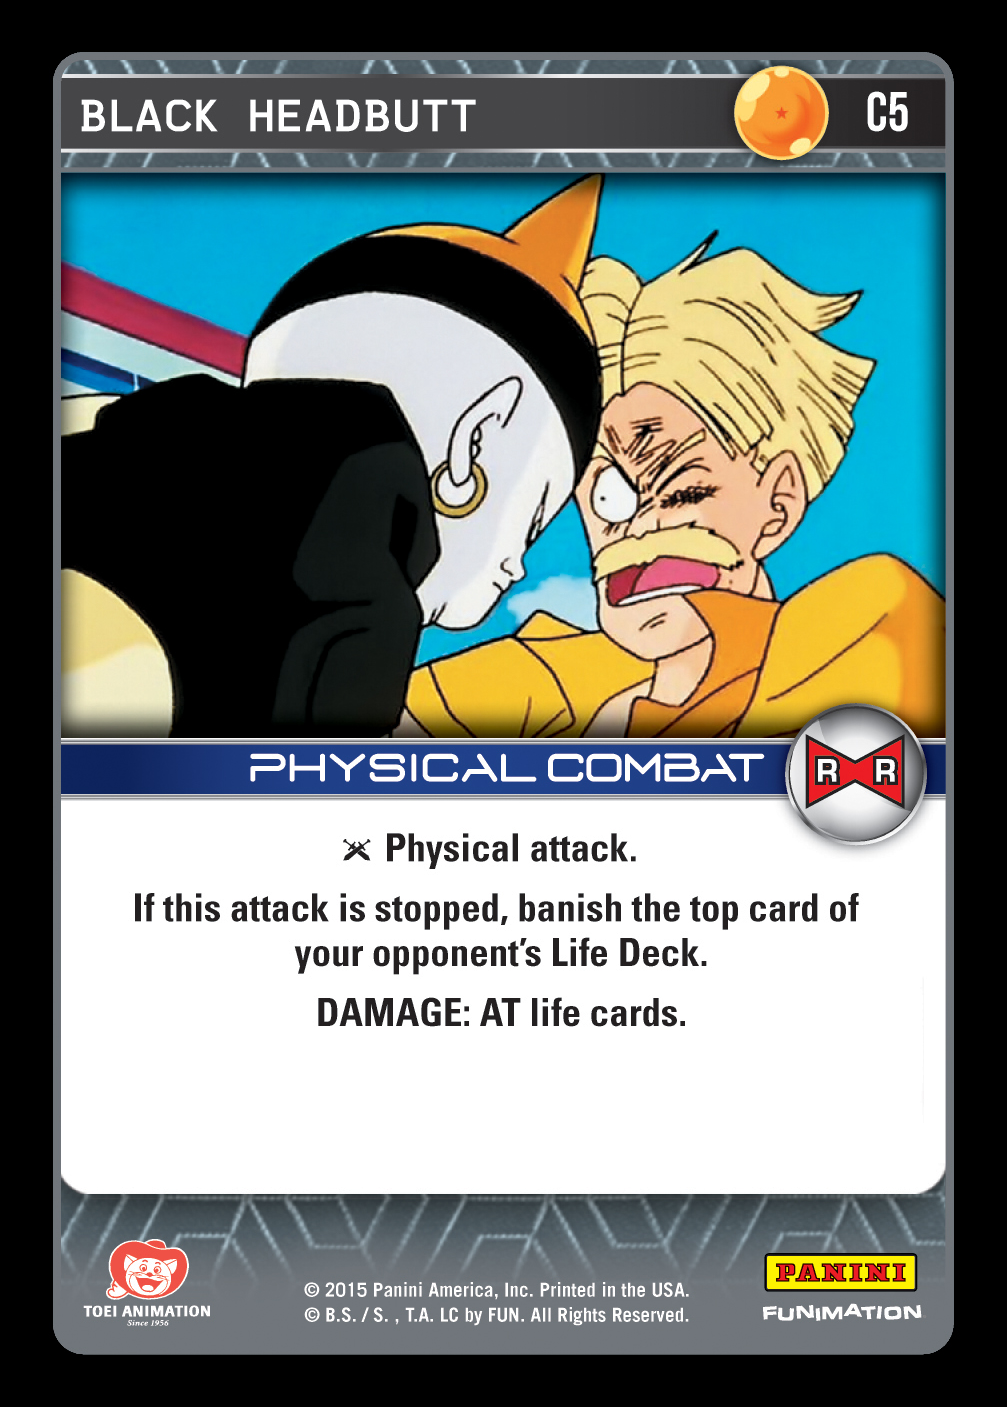 BLACK HEADBUTT
C5
PHYSICAL COMBAT
R R
Physical attack.
If this attack is stopped, banish the top card of
your opponent's Life Deck.
DAMAGE: AT life cards.
TOEI ANIMATION
Since 1956
© 2015 Panini America, Inc. Printed in the USA.
© B.S. / S. , T.A. LC by FUN. All Rights Reserved.
PANINI
FUNIMATION